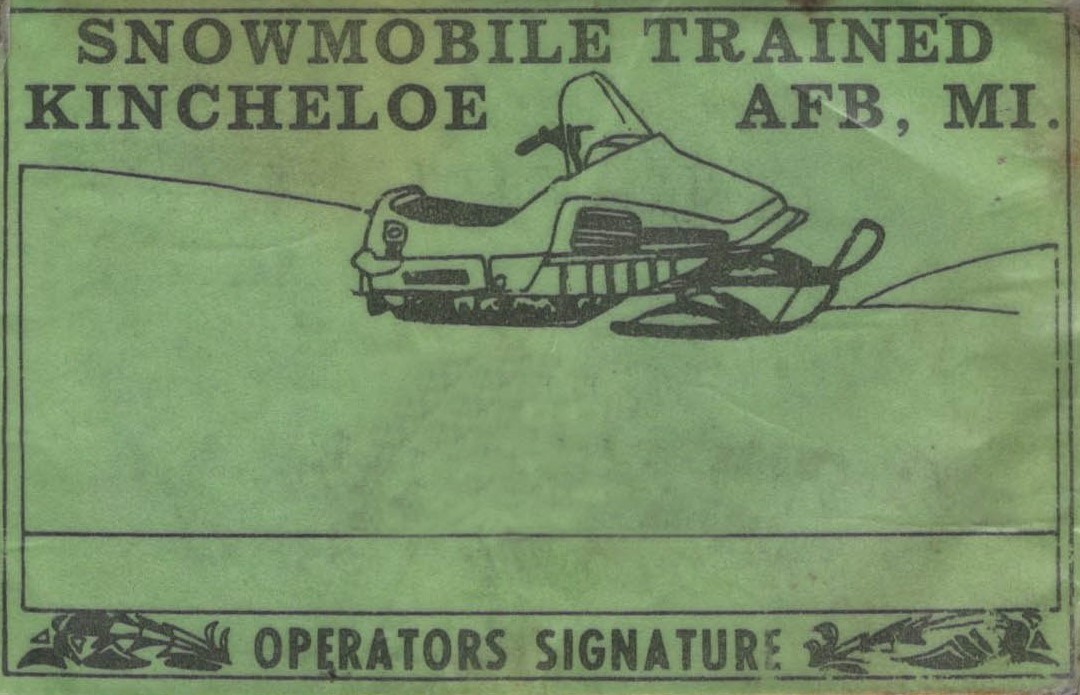 SNOWMOBILE TRAINED
KINCHELOE AFB, MI.
OPERATORS SIGNATURE